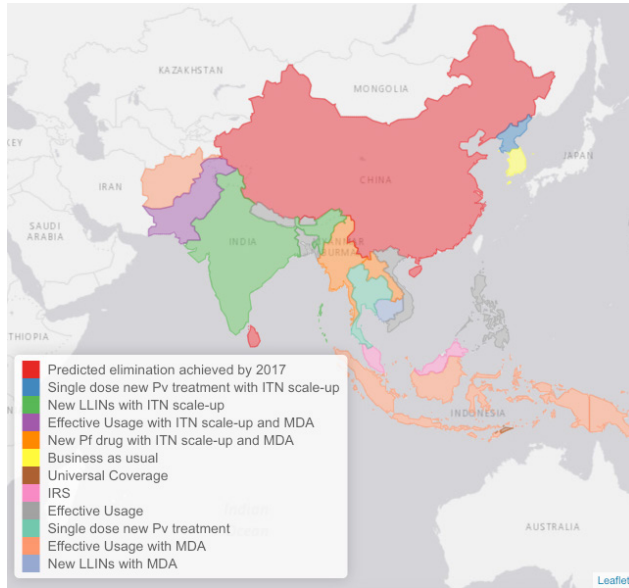 KAZAKHSTAN
MONGOLIA
JAPAN
CHINA
IRAN
SAUDI
ARABIA
INDIA
INDONESIA
AUSTRALIA
Predicted elimination achieved by 2017
Single dose new Pv treatment with ITN scale-up
New LLINs with ITN scale-up
Effective Usage with ITN scale-up and MDA
New Pf drug with ITN scale-up and MDA
Business as usual
Universal Coverage
IRS
Effective Usage
Single dose new Pv treatment
Effective Usage with MDA
New LLINs with MDA
Leaflet